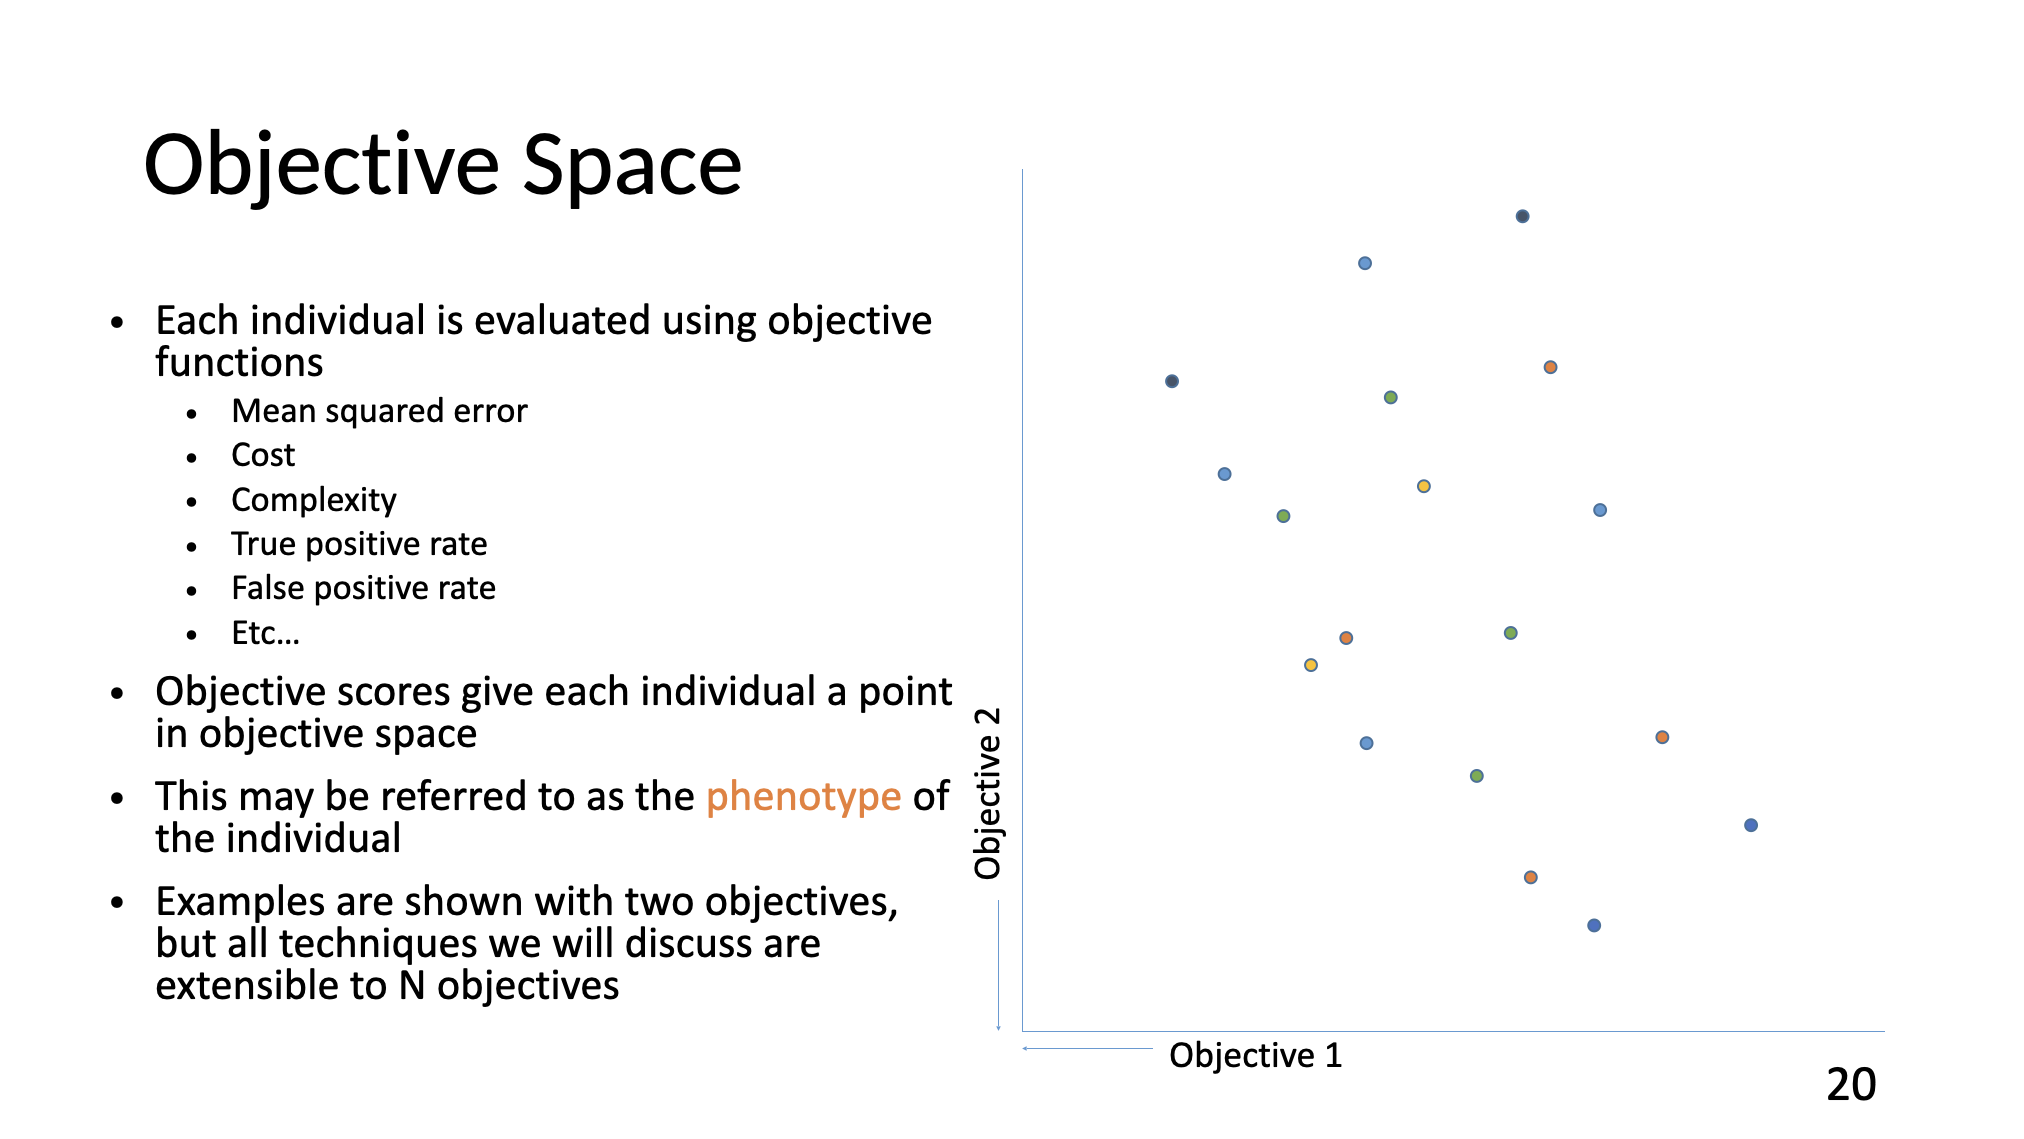 Objective Space
• Each individual is evaluated using objective
functions
• Mean squared error
• Cost
• Complexity
• True positive rate
• False positive rate
• Etc…
• Objective scores give each individual a point
in objective space
• This may be referred to as the phenotype of
the individual
• Examples are shown with two objectives,
but all techniques we will discuss are
extensible to N objectives
Objective 2
Objective 1
20